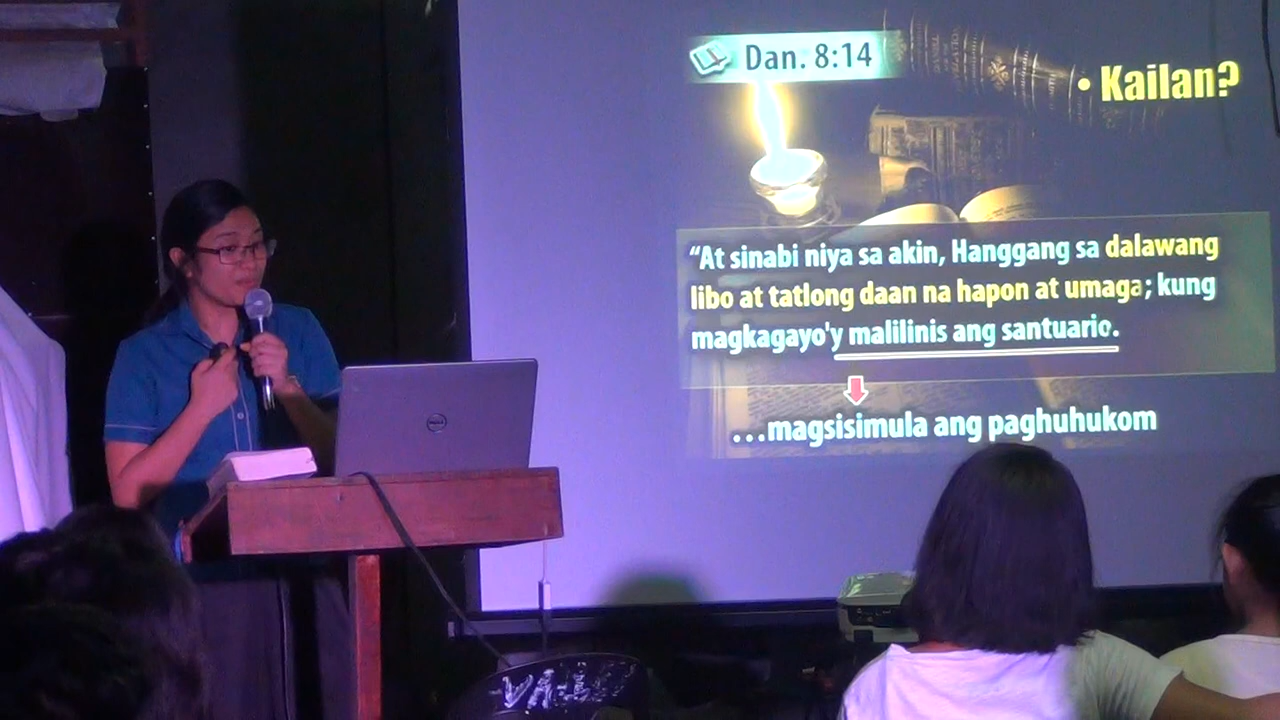 Dan. 8:14
• Kailan?
“At sinabi niya sa akin, Hanggang sa dalawang
libo at tatlong daan na hapon at umaga; kung
magkagayo'y malilinis ang santuario.
...magsisimula ang paghuhukom
DELL